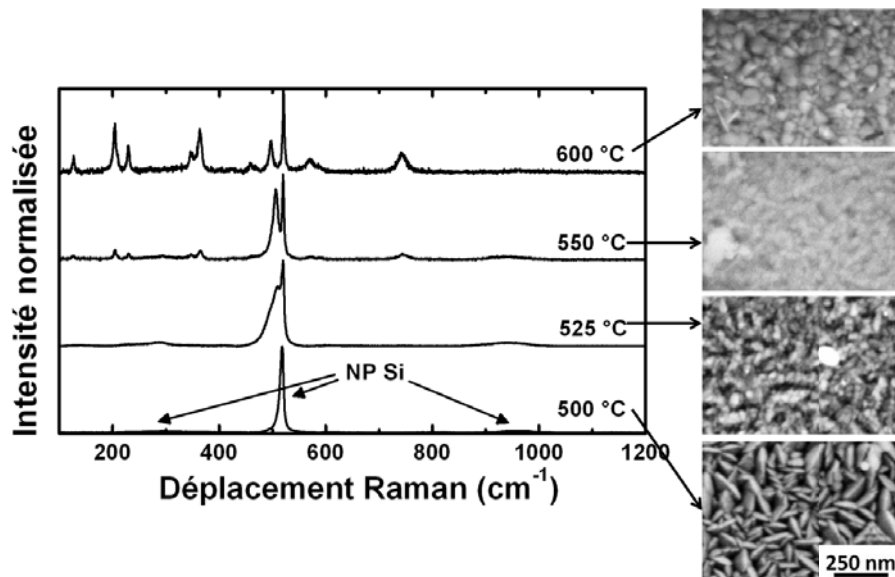 Intensité normalisée
600 °C
550 °C
525 °C
NP Si
500 °C
200
400
600
800
1000
1200
Déplacement Raman (cm-1)
250 nm